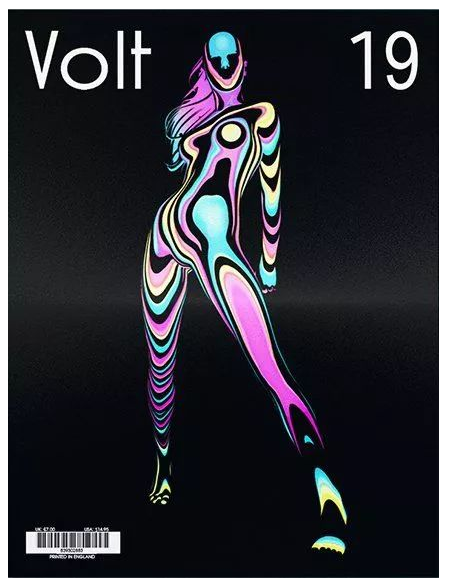 Volt 19
UK £7.00 USA $14.95
PRINTED IN ENGLAND